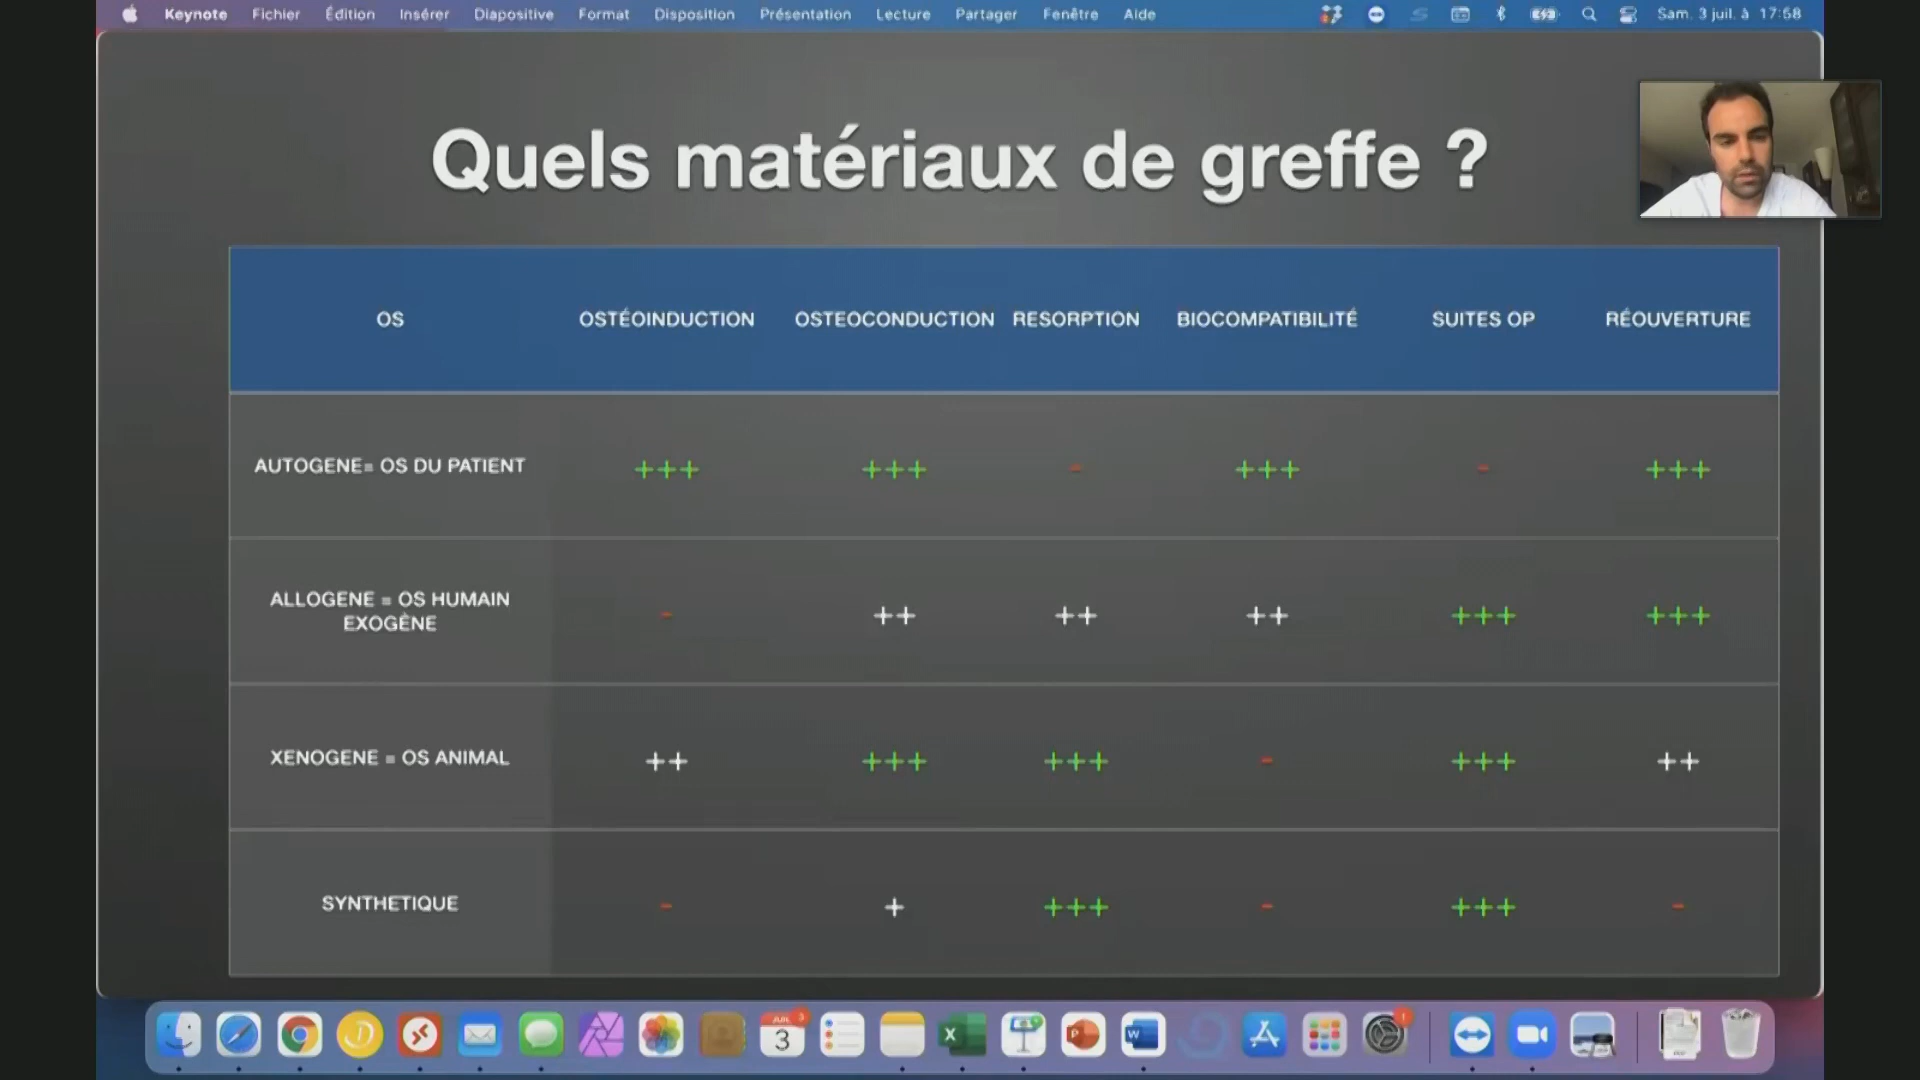 Keynote Fichier Édition Insérer Diapositive Format Disposition Présentation Lecture Partager Fenêtre Aide Sam. 3 juil. à 17:58
Quels matériaux de greffe ?
OS OSTÉOINDUCTION OSTEOCONDUCTION RESORPTION BIOCOMPATIBILITÉ SUITES OP RÉOUVERTURE
AUTOGENE= OS DU PATIENT +++ +++ - +++ - +++
ALLOGENE = OS HUMAIN
EXOGÈNE - ++ ++ ++ +++ +++
XENOGENE = OS ANIMAL ++ +++ +++ - +++ ++
SYNTHETIQUE - + +++ - +++ -
3
3